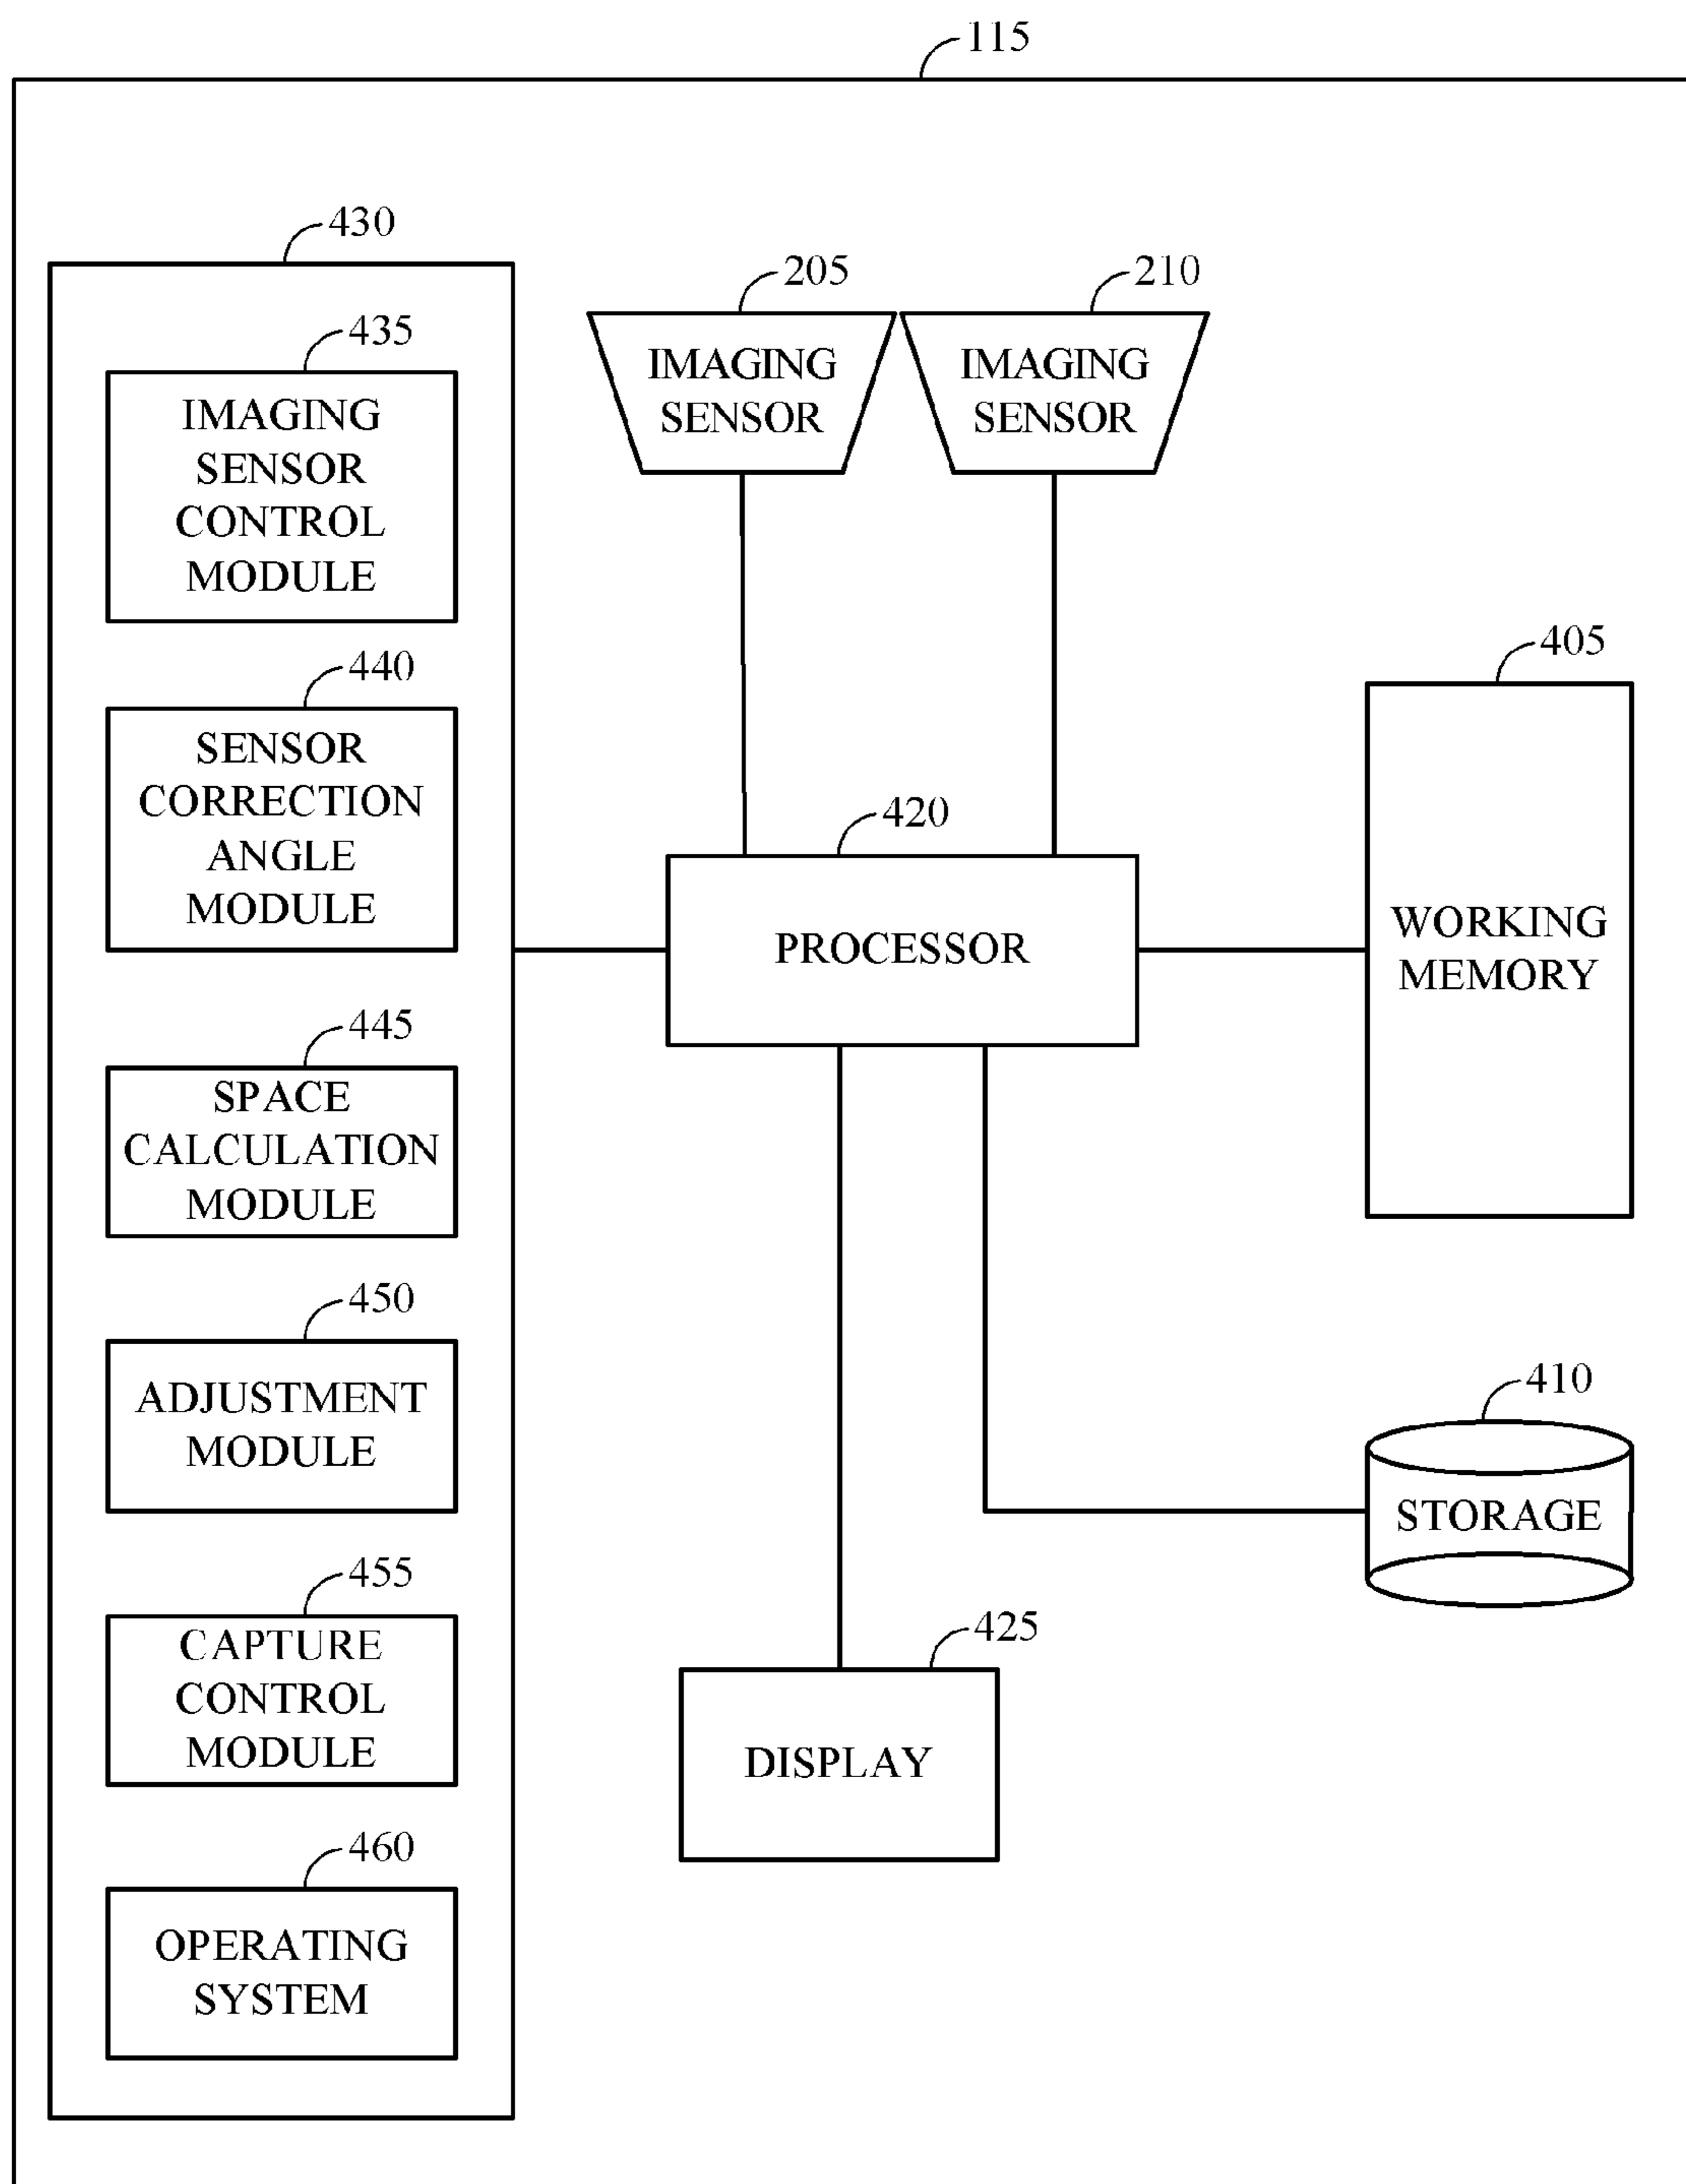 115
430
435
IMAGING
SENSOR
CONTROL
MODULE
440
SENSOR
CORRECTION
ANGLE
MODULE
445
SPACE
CALCULATION
MODULE
450
ADJUSTMENT
MODULE
455
CAPTURE
CONTROL
MODULE
460
OPERATING
SYSTEM
205
IMAGING
SENSOR
210
IMAGING
SENSOR
420
PROCESSOR
405
WORKING
MEMORY
410
STORAGE
425
DISPLAY